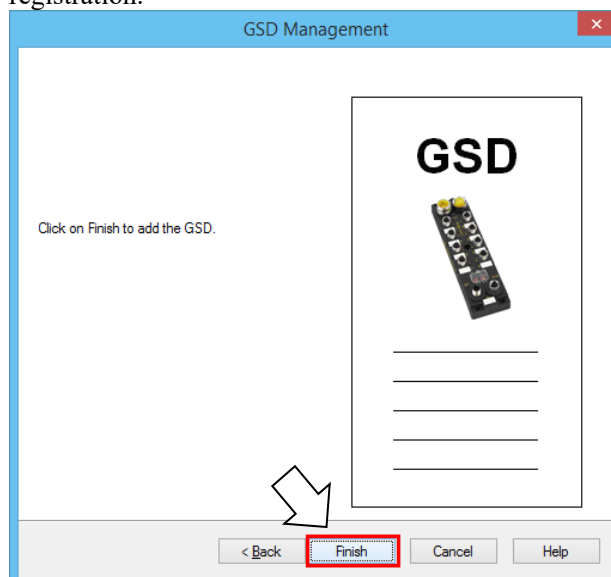 registration.
GSD Management
GSD
Click on Finish to add the GSD.
< Back Finish Cancel Help